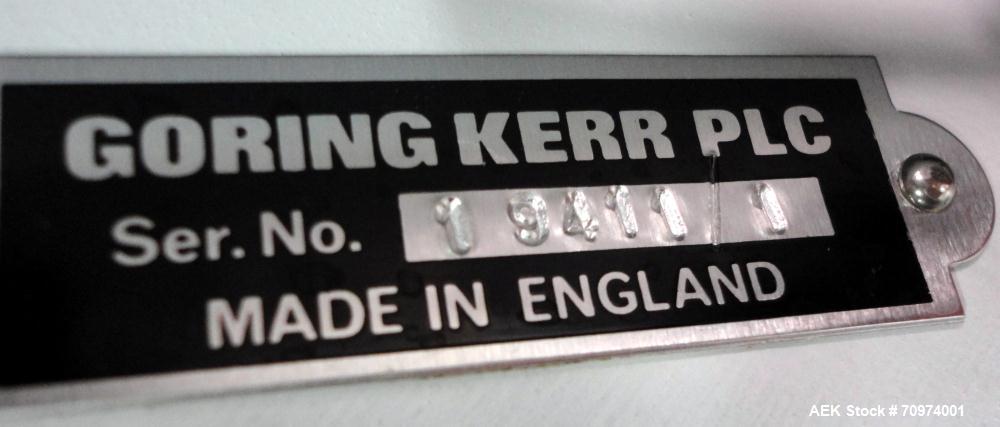 GORING KERR PLC
Ser. No. 1 9411 / 1
MADE IN ENGLAND
AEK Stock # 70974001